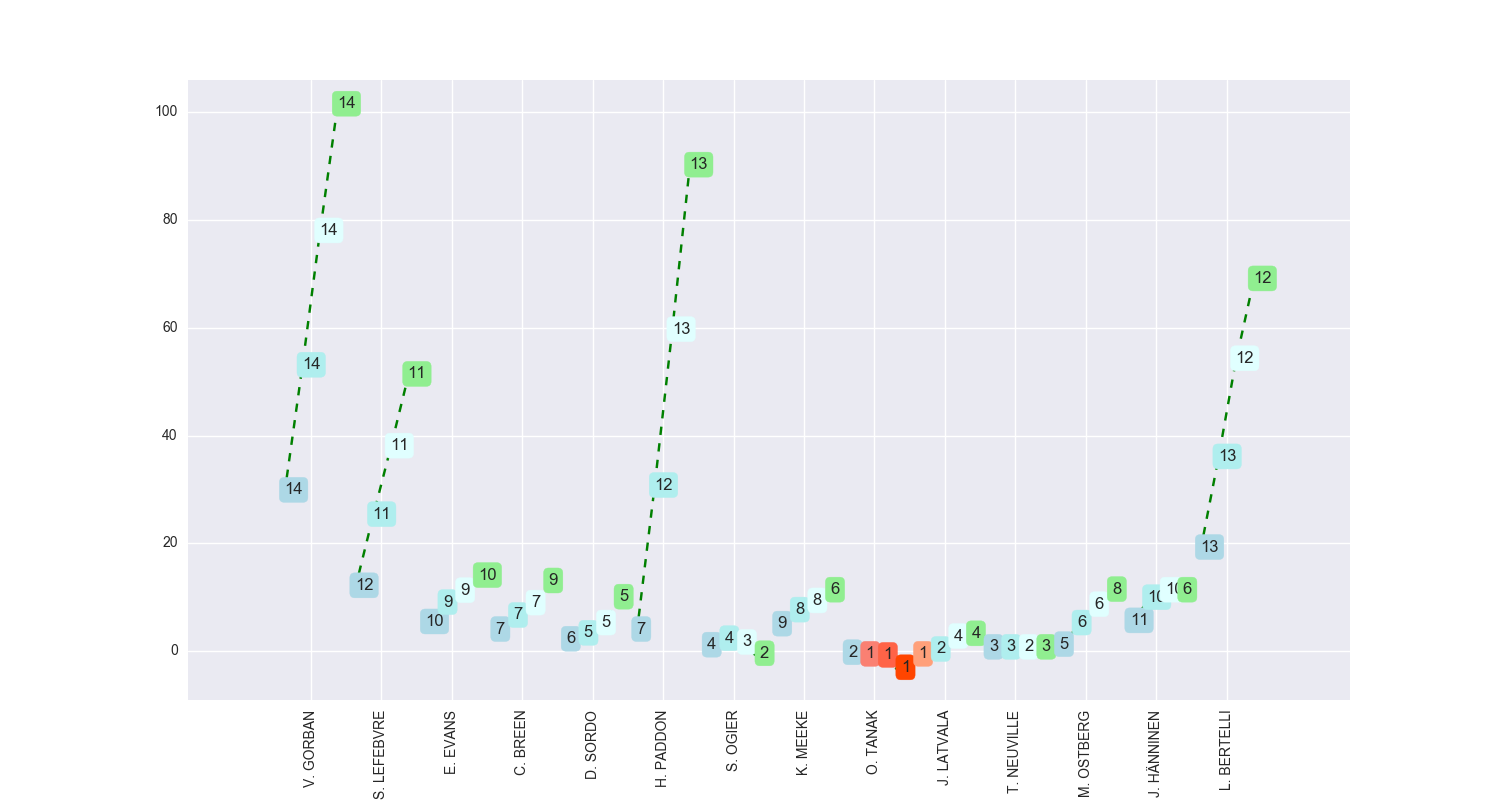 100
80
60
40
20
0
14 14 14 14
12 11 11 11
10 9 9 10
7 7 7 9
6 5 5 5
7 12 13 13
4 4 3 2
9 8 8 6
2 1 1 1
1 2 4 4
3 3 2 3
5 6 6 8
11 10 10 6
13 13 12 12
V. GORBAN
S. LEFEBVRE
E. EVANS
C. BREEN
D. SORDO
H. PADDON
S. OGIER
K. MEEKE
O. TANAK
J. LATVALA
T. NEUVILLE
M. OSTBERG
J. HÄNNINEN
L. BERTELLI